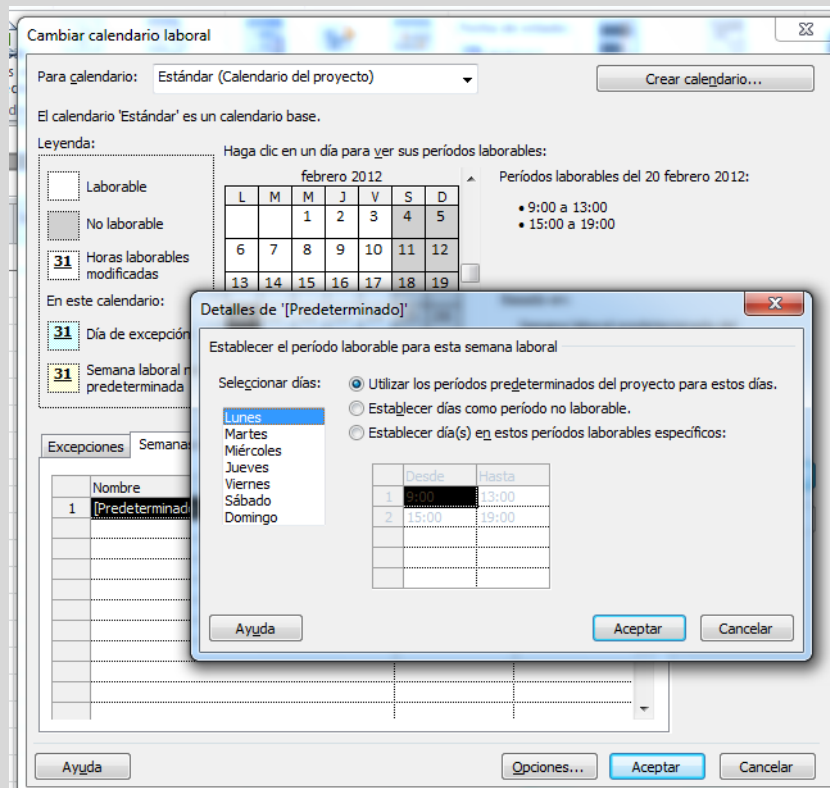 Cambiar calendario laboral
Para calendario: Estándar (Calendario del proyecto)
Crear calendario...
El calendario 'Estándar' es un calendario base.
Leyenda:
Laborable
No laborable
31 Horas laborables
modificadas
En este calendario:
31 Día de excepción
31 Semana laboral
predeterminada
Haga clic en un día para ver sus períodos laborables:
febrero 2012
L M M J V S D
1 2 3 4 5
6 7 8 9 10 11 12
13 14 15 16 17 18 19
Períodos laborables del 20 febrero 2012:
• 9:00 a 13:00
• 15:00 a 19:00
Excepciones
Semanas
Nombre
1 [Predeterminado
Detalles de '[Predeterminado]'
Establecer el período laborable para esta semana laboral
Seleccionar días:
Lunes
Martes
Miércoles
Jueves
Viernes
Sábado
Domingo
Utilizar los períodos predeterminados del proyecto para estos días.
Establecer días como período no laborable.
Establecer día(s) en estos períodos laborables específicos:
Desde Hasta
1 9:00 13:00
2 15:00 19:00
Ayuda
Aceptar
Cancelar
Ayuda
Opciones...
Aceptar
Cancelar